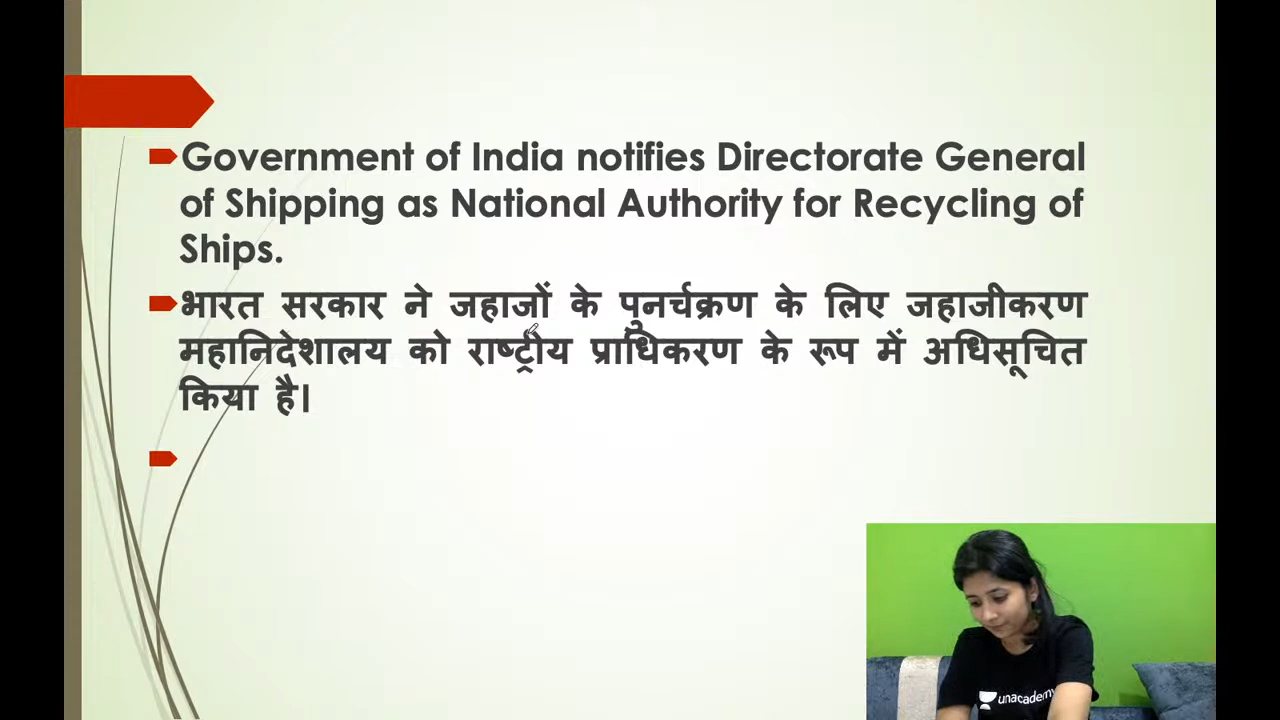 Government of India notifies Directorate General
of Shipping as National Authority for Recycling of
Ships.
भारत सरकार ने जहाजों के पुनर्चक्रण के लिए जहाजीकरण
महानिदेशालय को राष्ट्रीय प्राधिकरण के रूप में अधिसूचित
किया है।
unacademy